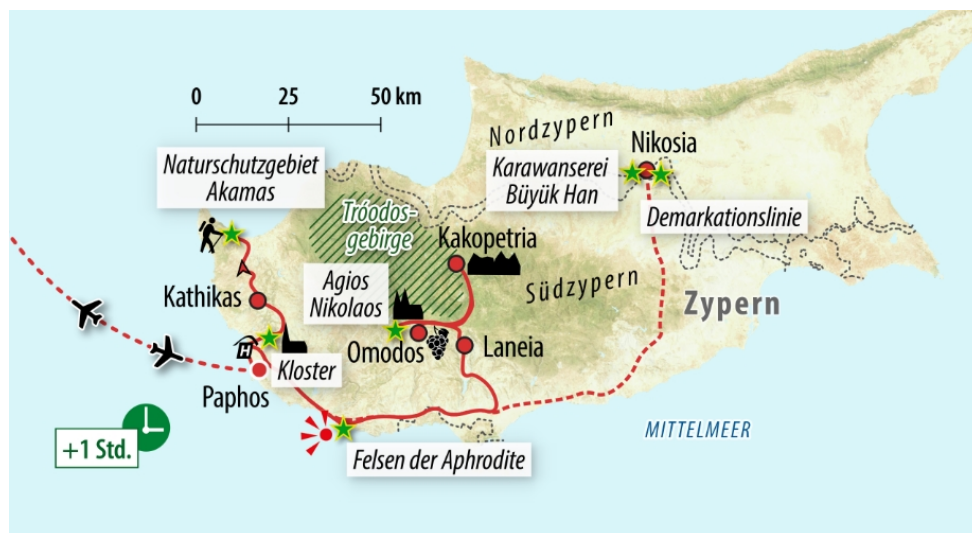 0 25 50 km
Nordzypern
Nikosia
Naturschutzgebiet
Akamas
Karawanserei
Büyük Han
Tróodos-
gebirge
Demarkationslinie
Kakopetria
Agios
Nikolaos
Südzypern
Zypern
Kathikas
Omodos
Laneia
H
Kloster
Paphos
+1 Std.
MITTELMEER
Felsen der Aphrodite